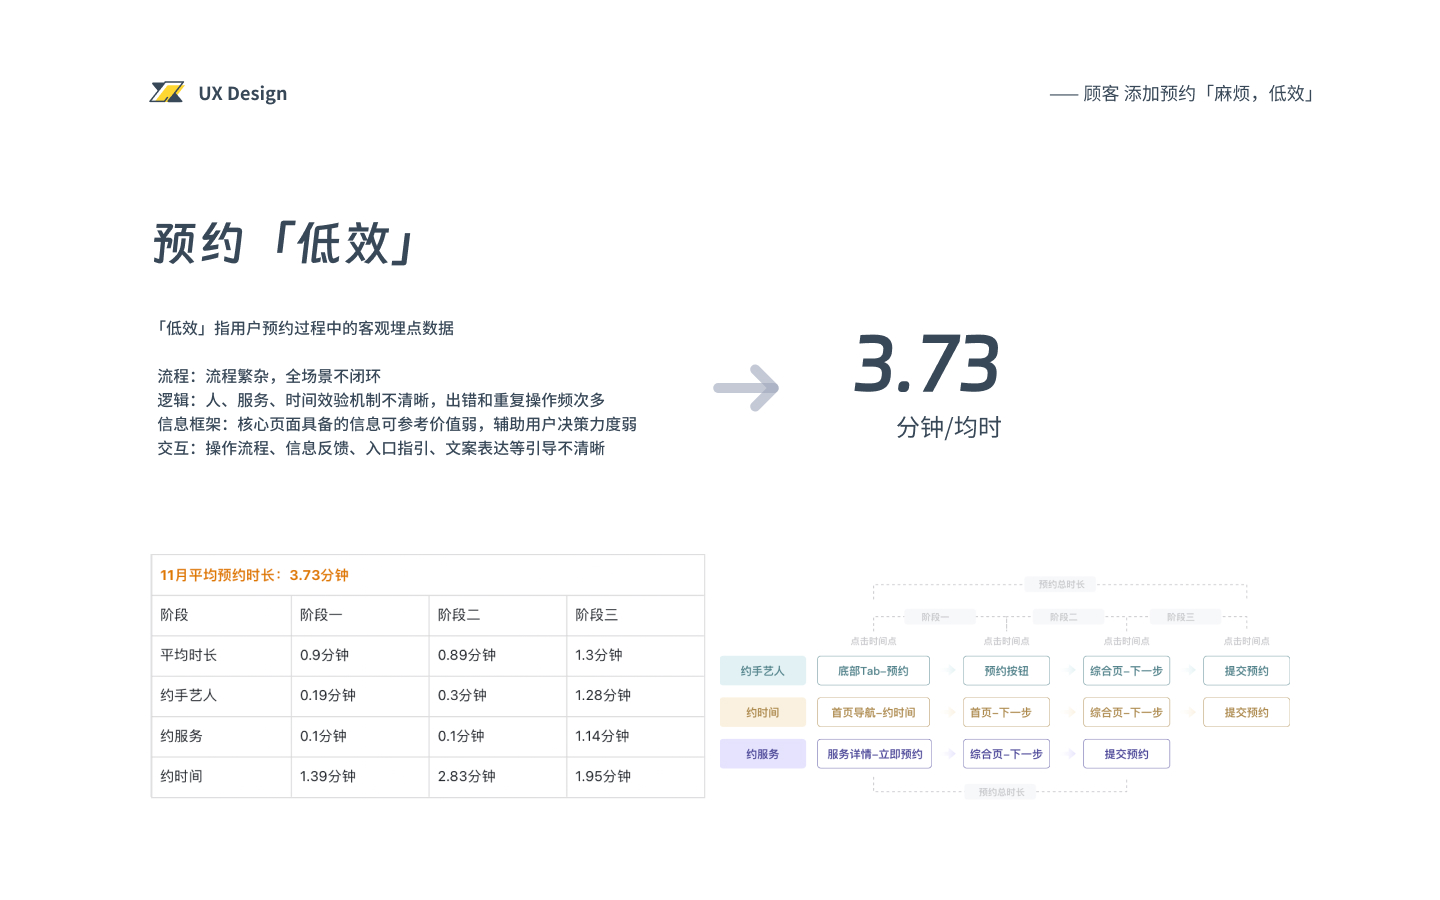 UX Design
—— 顾客 添加预约「麻烦，低效」
预约「低效」
「低效」指用户预约过程中的客观埋点数据
流程：流程繁杂，全场景不闭环
逻辑：人、服务、时间效验机制不清晰，出错和重复操作频次多
信息框架：核心页面具备的信息可参考价值弱，辅助用户决策力度弱
交互：操作流程、信息反馈、入口指引、文案表达等引导不清晰
3.73
分钟/均时
11月平均预约时长：3.73分钟
阶段 阶段一 阶段二 阶段三
平均时长 0.9分钟 0.89分钟 1.3分钟
约手艺人 0.19分钟 0.3分钟 1.28分钟
约服务 0.1分钟 0.1分钟 1.14分钟
约时间 1.39分钟 2.83分钟 1.95分钟
预约总时长
阶段一 阶段二 阶段三
点击时间点 点击时间点 点击时间点 点击时间点
约手艺人 底部Tab-预约 预约按钮 综合页-下一步 提交预约
约时间 首页导航-约时间 首页-下一步 综合页-下一步 提交预约
约服务 服务详情-立即预约 综合页-下一步 提交预约
预约总时长